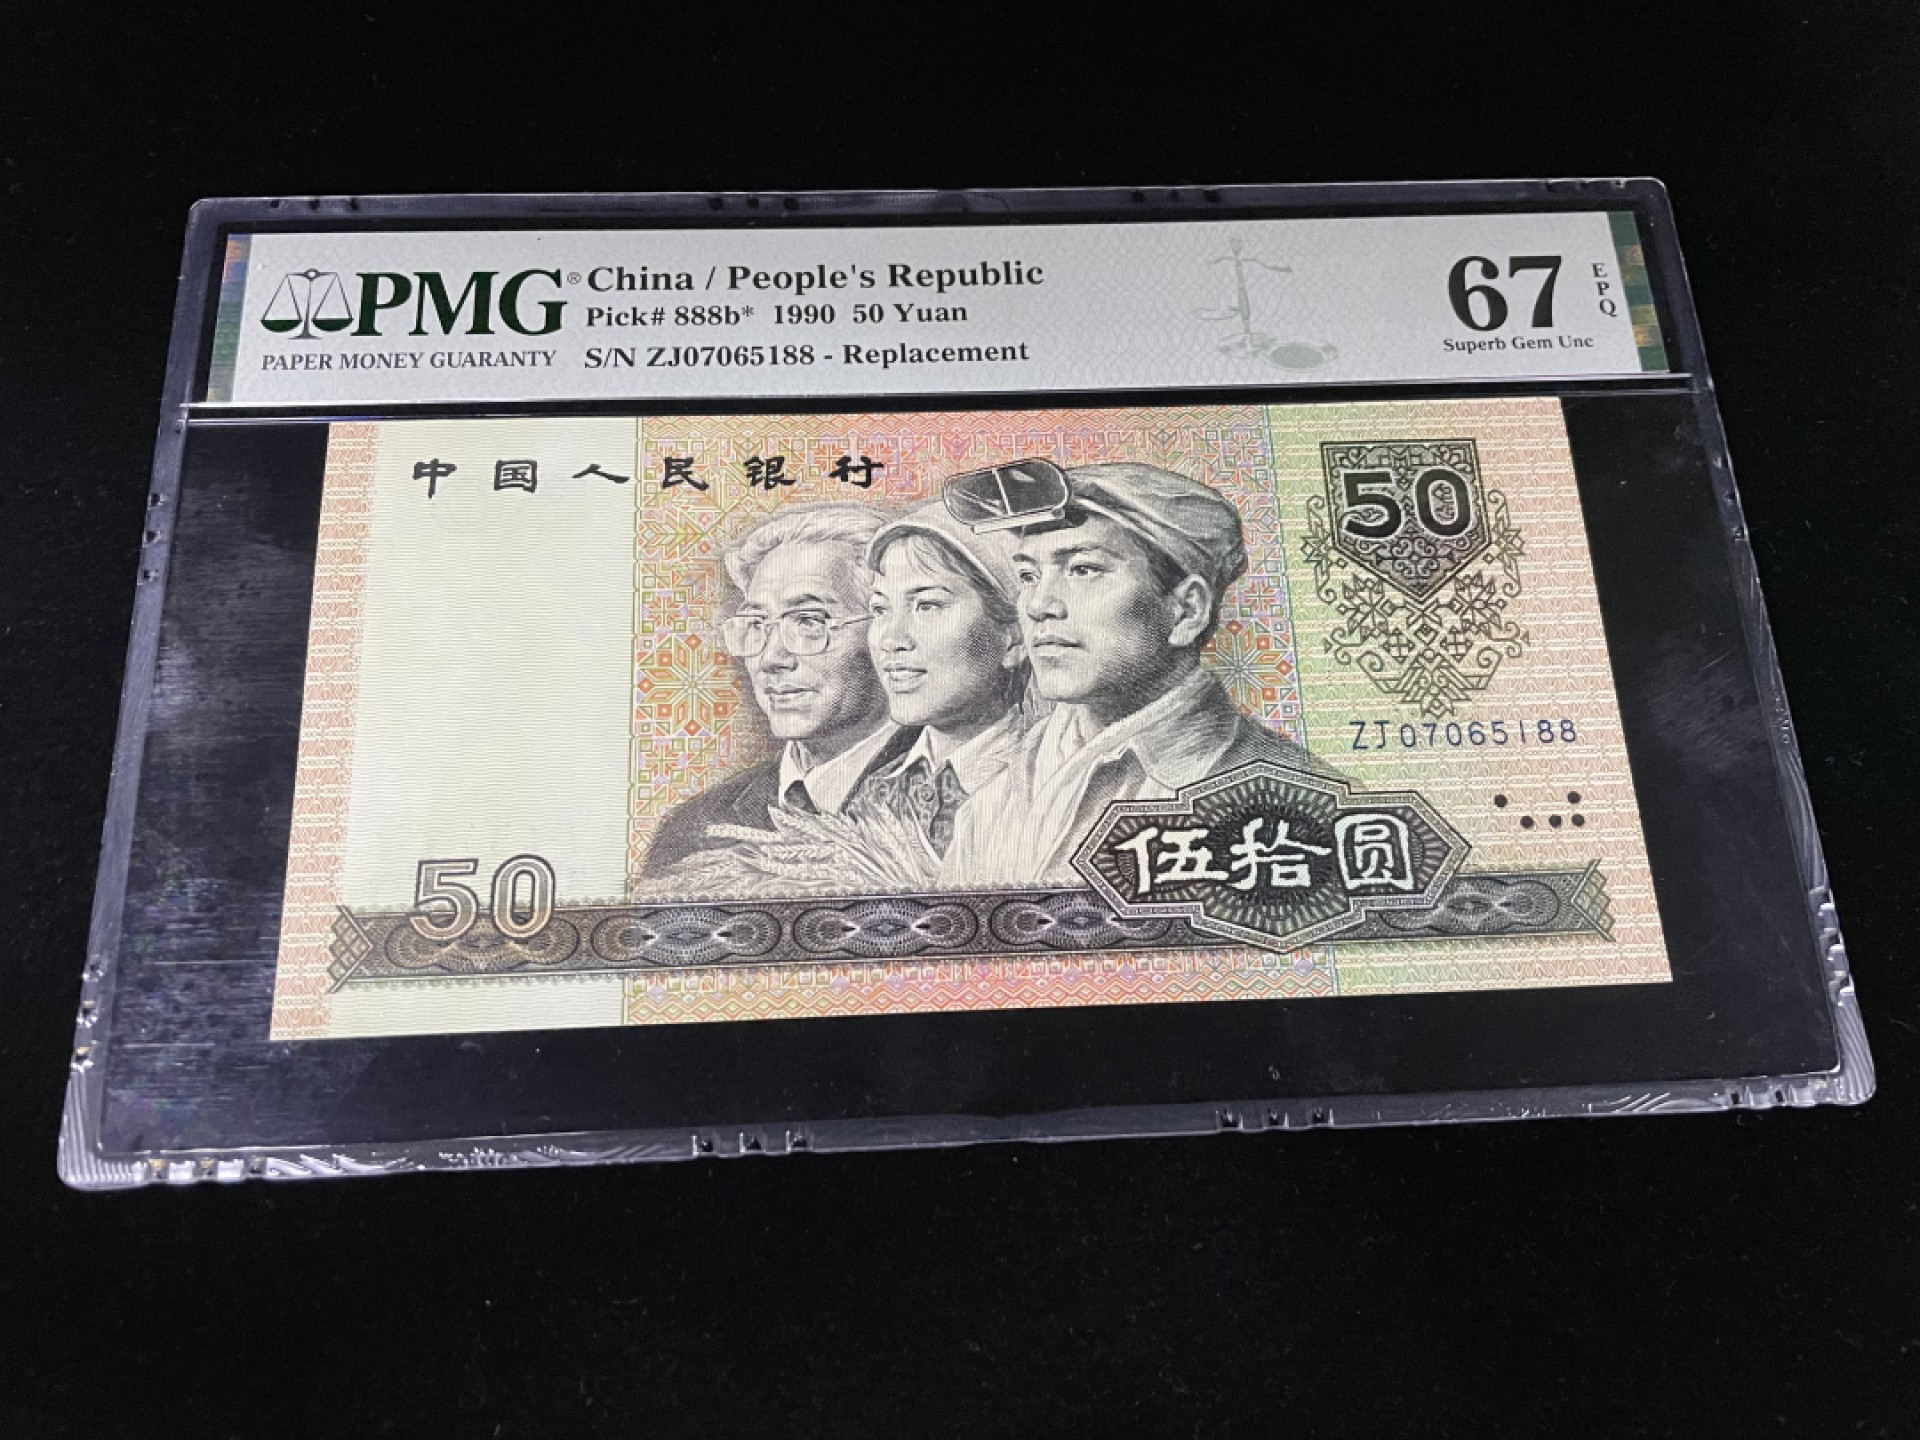 PMG®
PAPER MONEY GUARANTY
China / People's Republic
Pick# 888b* 1990 50 Yuan
S/N ZJ07065188 - Replacement
67
EPQ
Superb Gem Unc
中国人民银行
50
ZJ07065188
伍拾圆
50